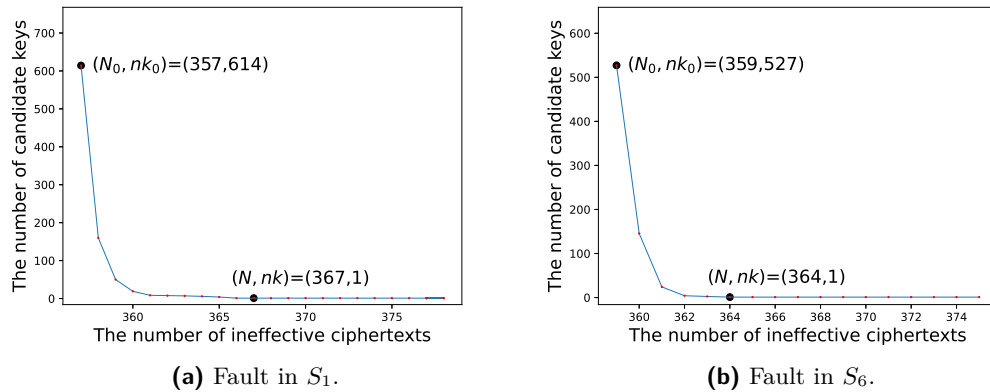 The number of candidate keys
700
600
500
400
300
200
100
0
(N₀, nk₀)=(357,614)
(N, nk)=(367,1)
360 365 370 375
The number of ineffective ciphertexts
(a) Fault in S₁.
The number of candidate keys
600
500
400
300
200
100
0
(N₀, nk₀)=(359,527)
(N, nk)=(364,1)
360 362 364 366 368 370 372 374
The number of ineffective ciphertexts
(b) Fault in S₆.